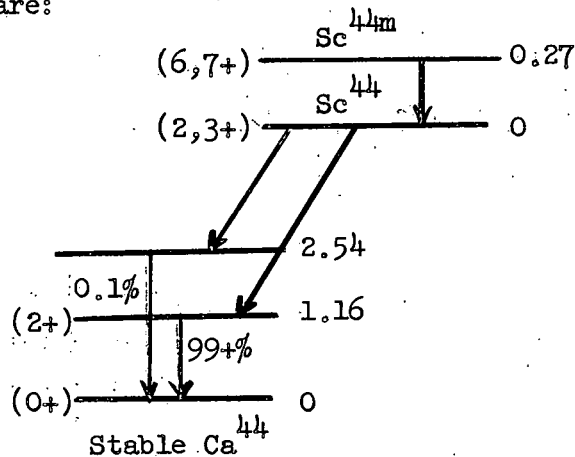 are:
Sc44m
(6,7+) 0.27
Sc44
(2,3+) 0
2.54
0.1%
(2+) 1.16
99+%
(0+) 0
Stable Ca44